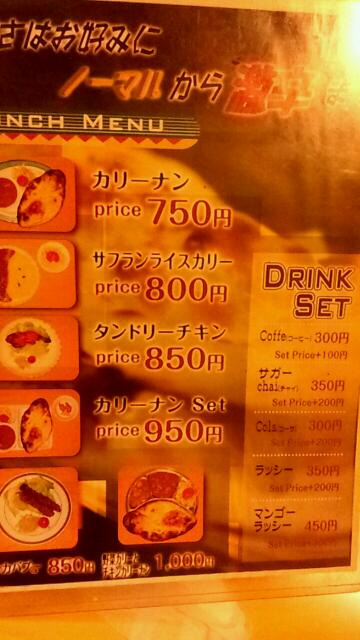 さはお好みに
ノーマルから激辛ま
UNCH MENU
カリーナン
price 750円
サフランライスカリー
price 800円
タンドリーチキン
price 850円
カリーナン Set
price 950円
850円
1,000円
DRINK
SET
Coffe(コーヒー) 300円
Set Price+100円
サガー
chai(チャイ) 350円
Set Price+200円
Cola(コーラ) 300円
Set Price+200円
ラッシー 350円
Set Price+200円
マンゴー
ラッシー 450円